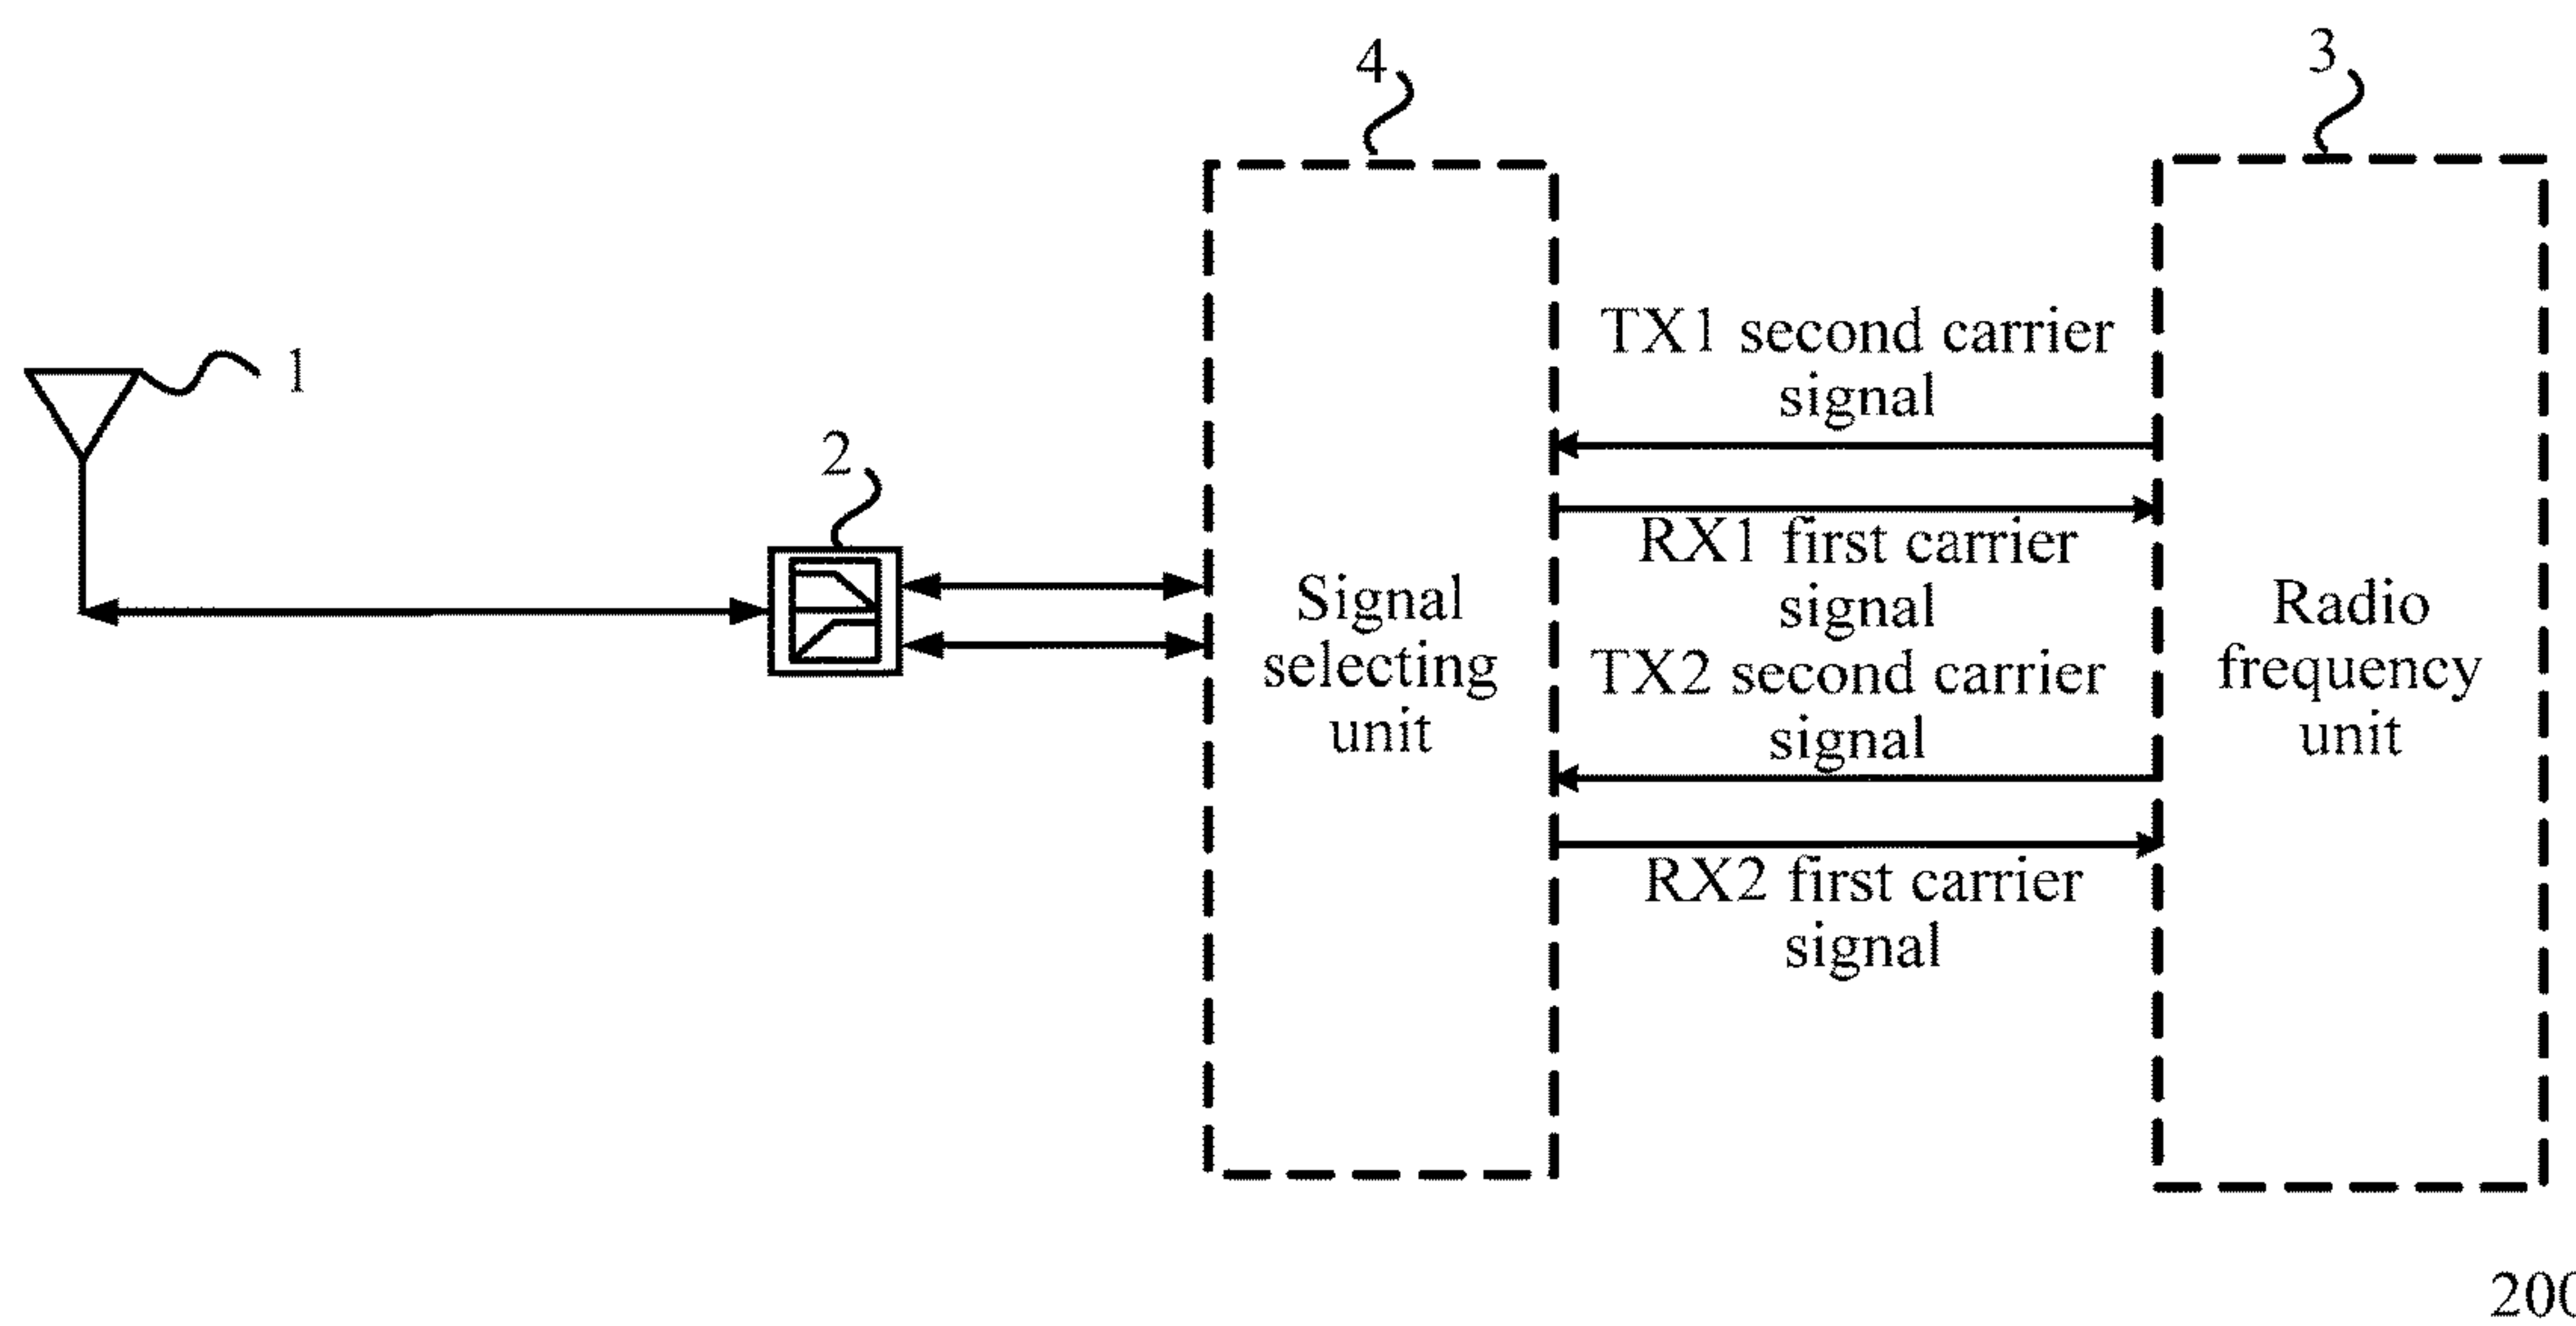 4
3
1
2
TX1 second carrier
signal
RX1 first carrier
signal
TX2 second carrier
signal
RX2 first carrier
signal
Signal
selecting
unit
Radio
frequency
unit
200